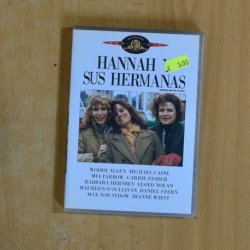 HANNAH Y
SUS HERMANAS
€ 3,00
WOODY ALLEN MICHAEL CAINE
MIA FARROW CARRIE FISHER
BARBARA HERSHEY LLOYD NOLAN
MAUREEN O'SULLIVAN DANIEL STERN
MAX VON SYDOW DIANNE WIEST